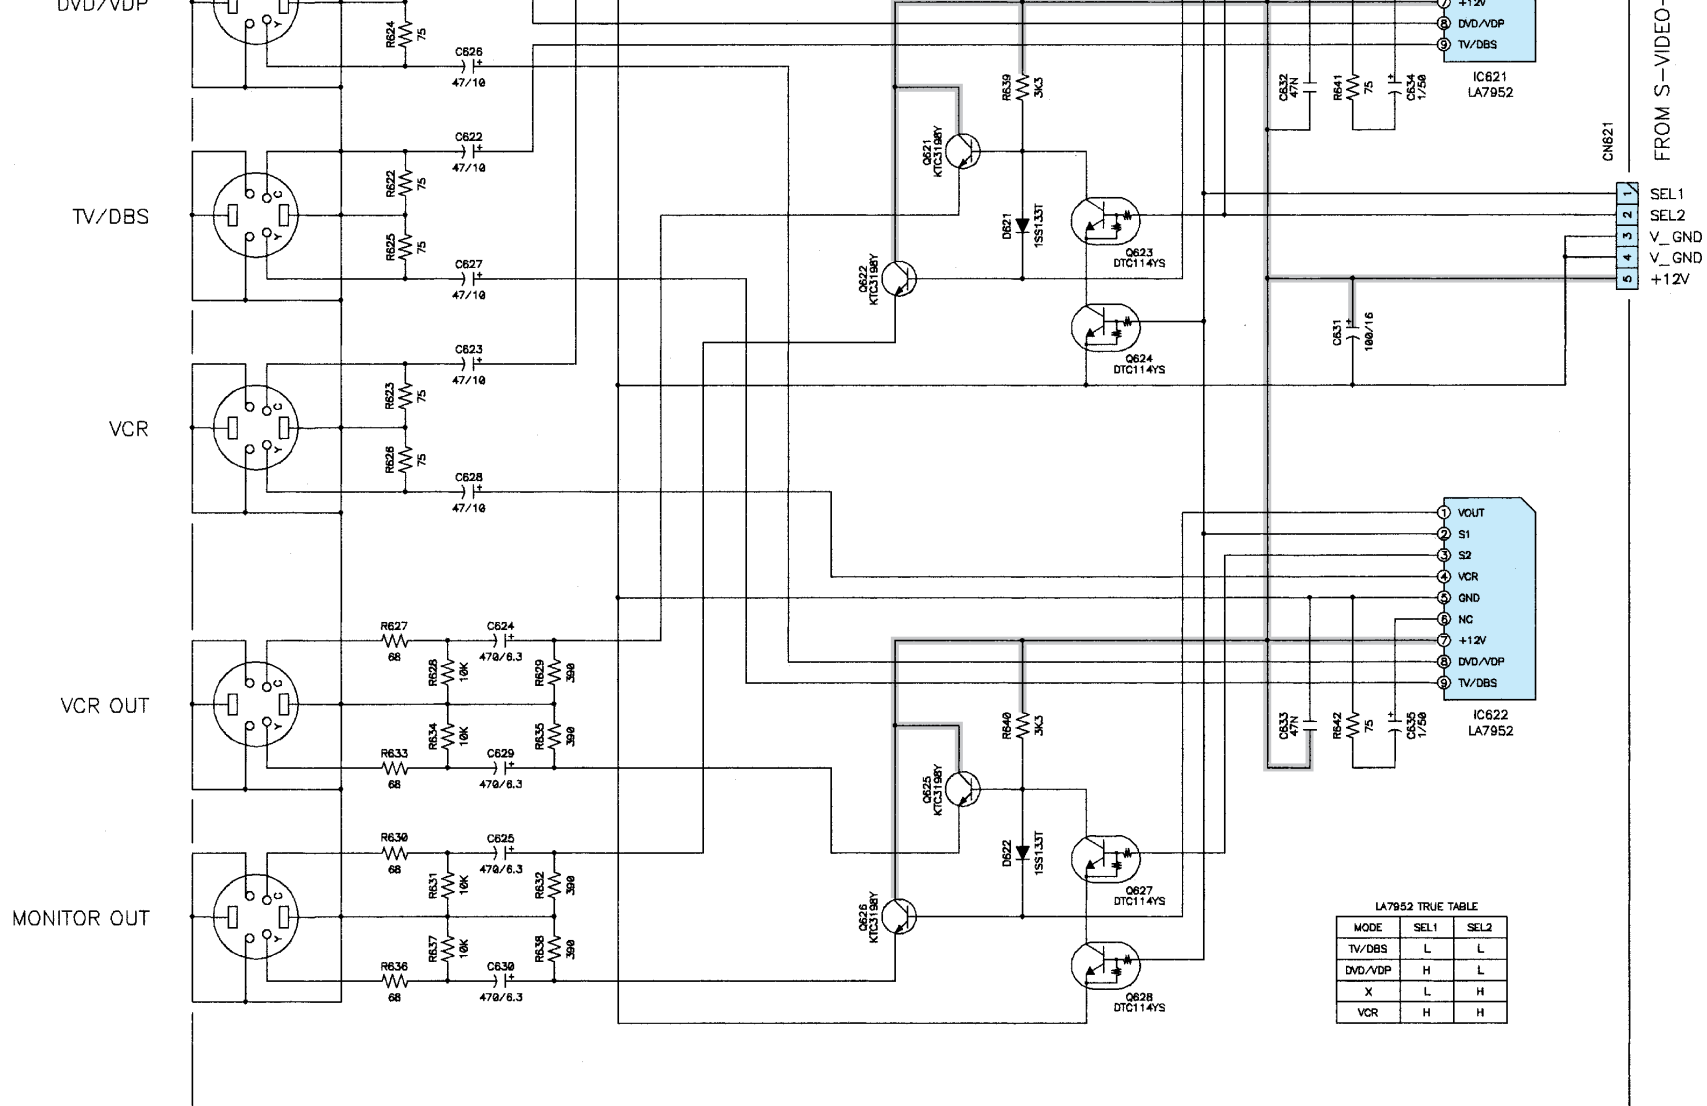 DVD/VDP
R624
75
C626
47/10
C622
47/10
TV/DBS
R622
75
R625
75
C
Y
C627
47/10
C623
47/10
VCR
R623
75
R626
75
C
Y
C628
47/10
VCR OUT
C
Y
R627
68
C624
470/6.3
R628
10K
R629
390
R634
10K
R635
390
R633
68
C629
470/6.3
MONITOR OUT
C
Y
R630
68
C625
470/6.3
R631
10K
R632
390
R637
10K
R638
390
R636
68
C630
470/6.3
R639
3K3
Q621
KTC3198Y
D621
1SS133T
Q622
KTC3198Y
Q623
DTC114YS
Q624
DTC114YS
C632
47N
R641
75
C634
1/50
7 +12V
8 DVD/VDP
9 TV/DBS
IC621
LA7952
CN621
FROM S-VIDEO-
1 SEL1
2 SEL2
3 V_GND
4 V_GND
5 +12V
C631
100/16
1 VOUT
2 S1
3 S2
4 VCR
5 GND
6 NC
7 +12V
8 DVD/VDP
9 TV/DBS
IC622
LA7952
C633
47N
R642
75
C635
1/50
R640
3K3
Q625
KTC3198Y
D622
1SS133T
Q626
KTC3198Y
Q627
DTC114YS
Q628
DTC114YS
LA7952 TRUE TABLE
MODE SEL1 SEL2
TV/DBS L L
DVD/VDP H L
X L H
VCR H H